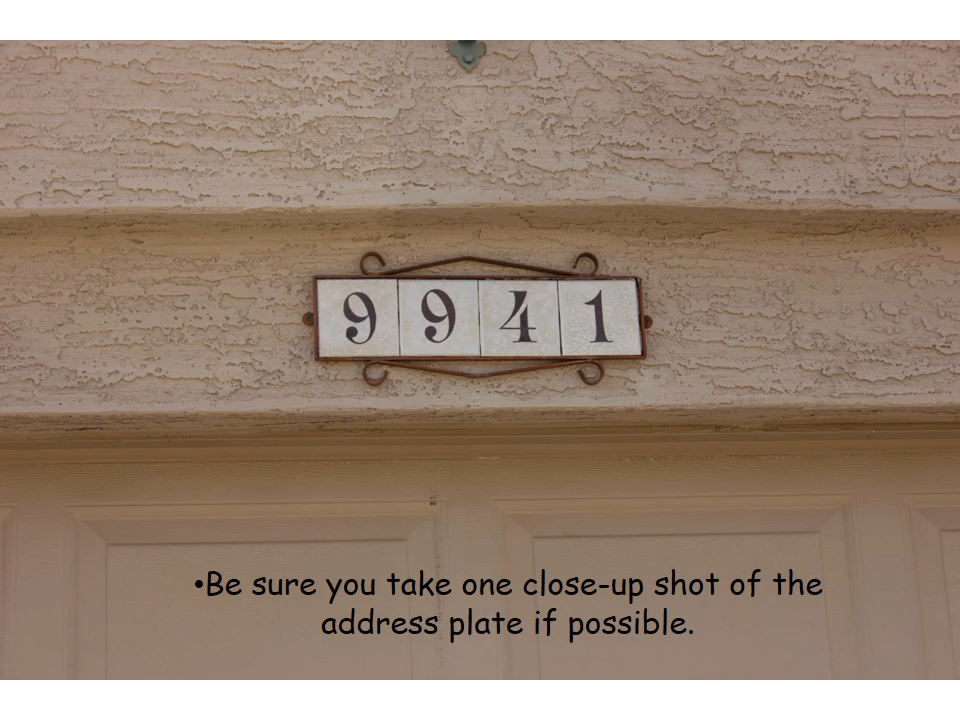 9941
•Be sure you take one close-up shot of the
address plate if possible.